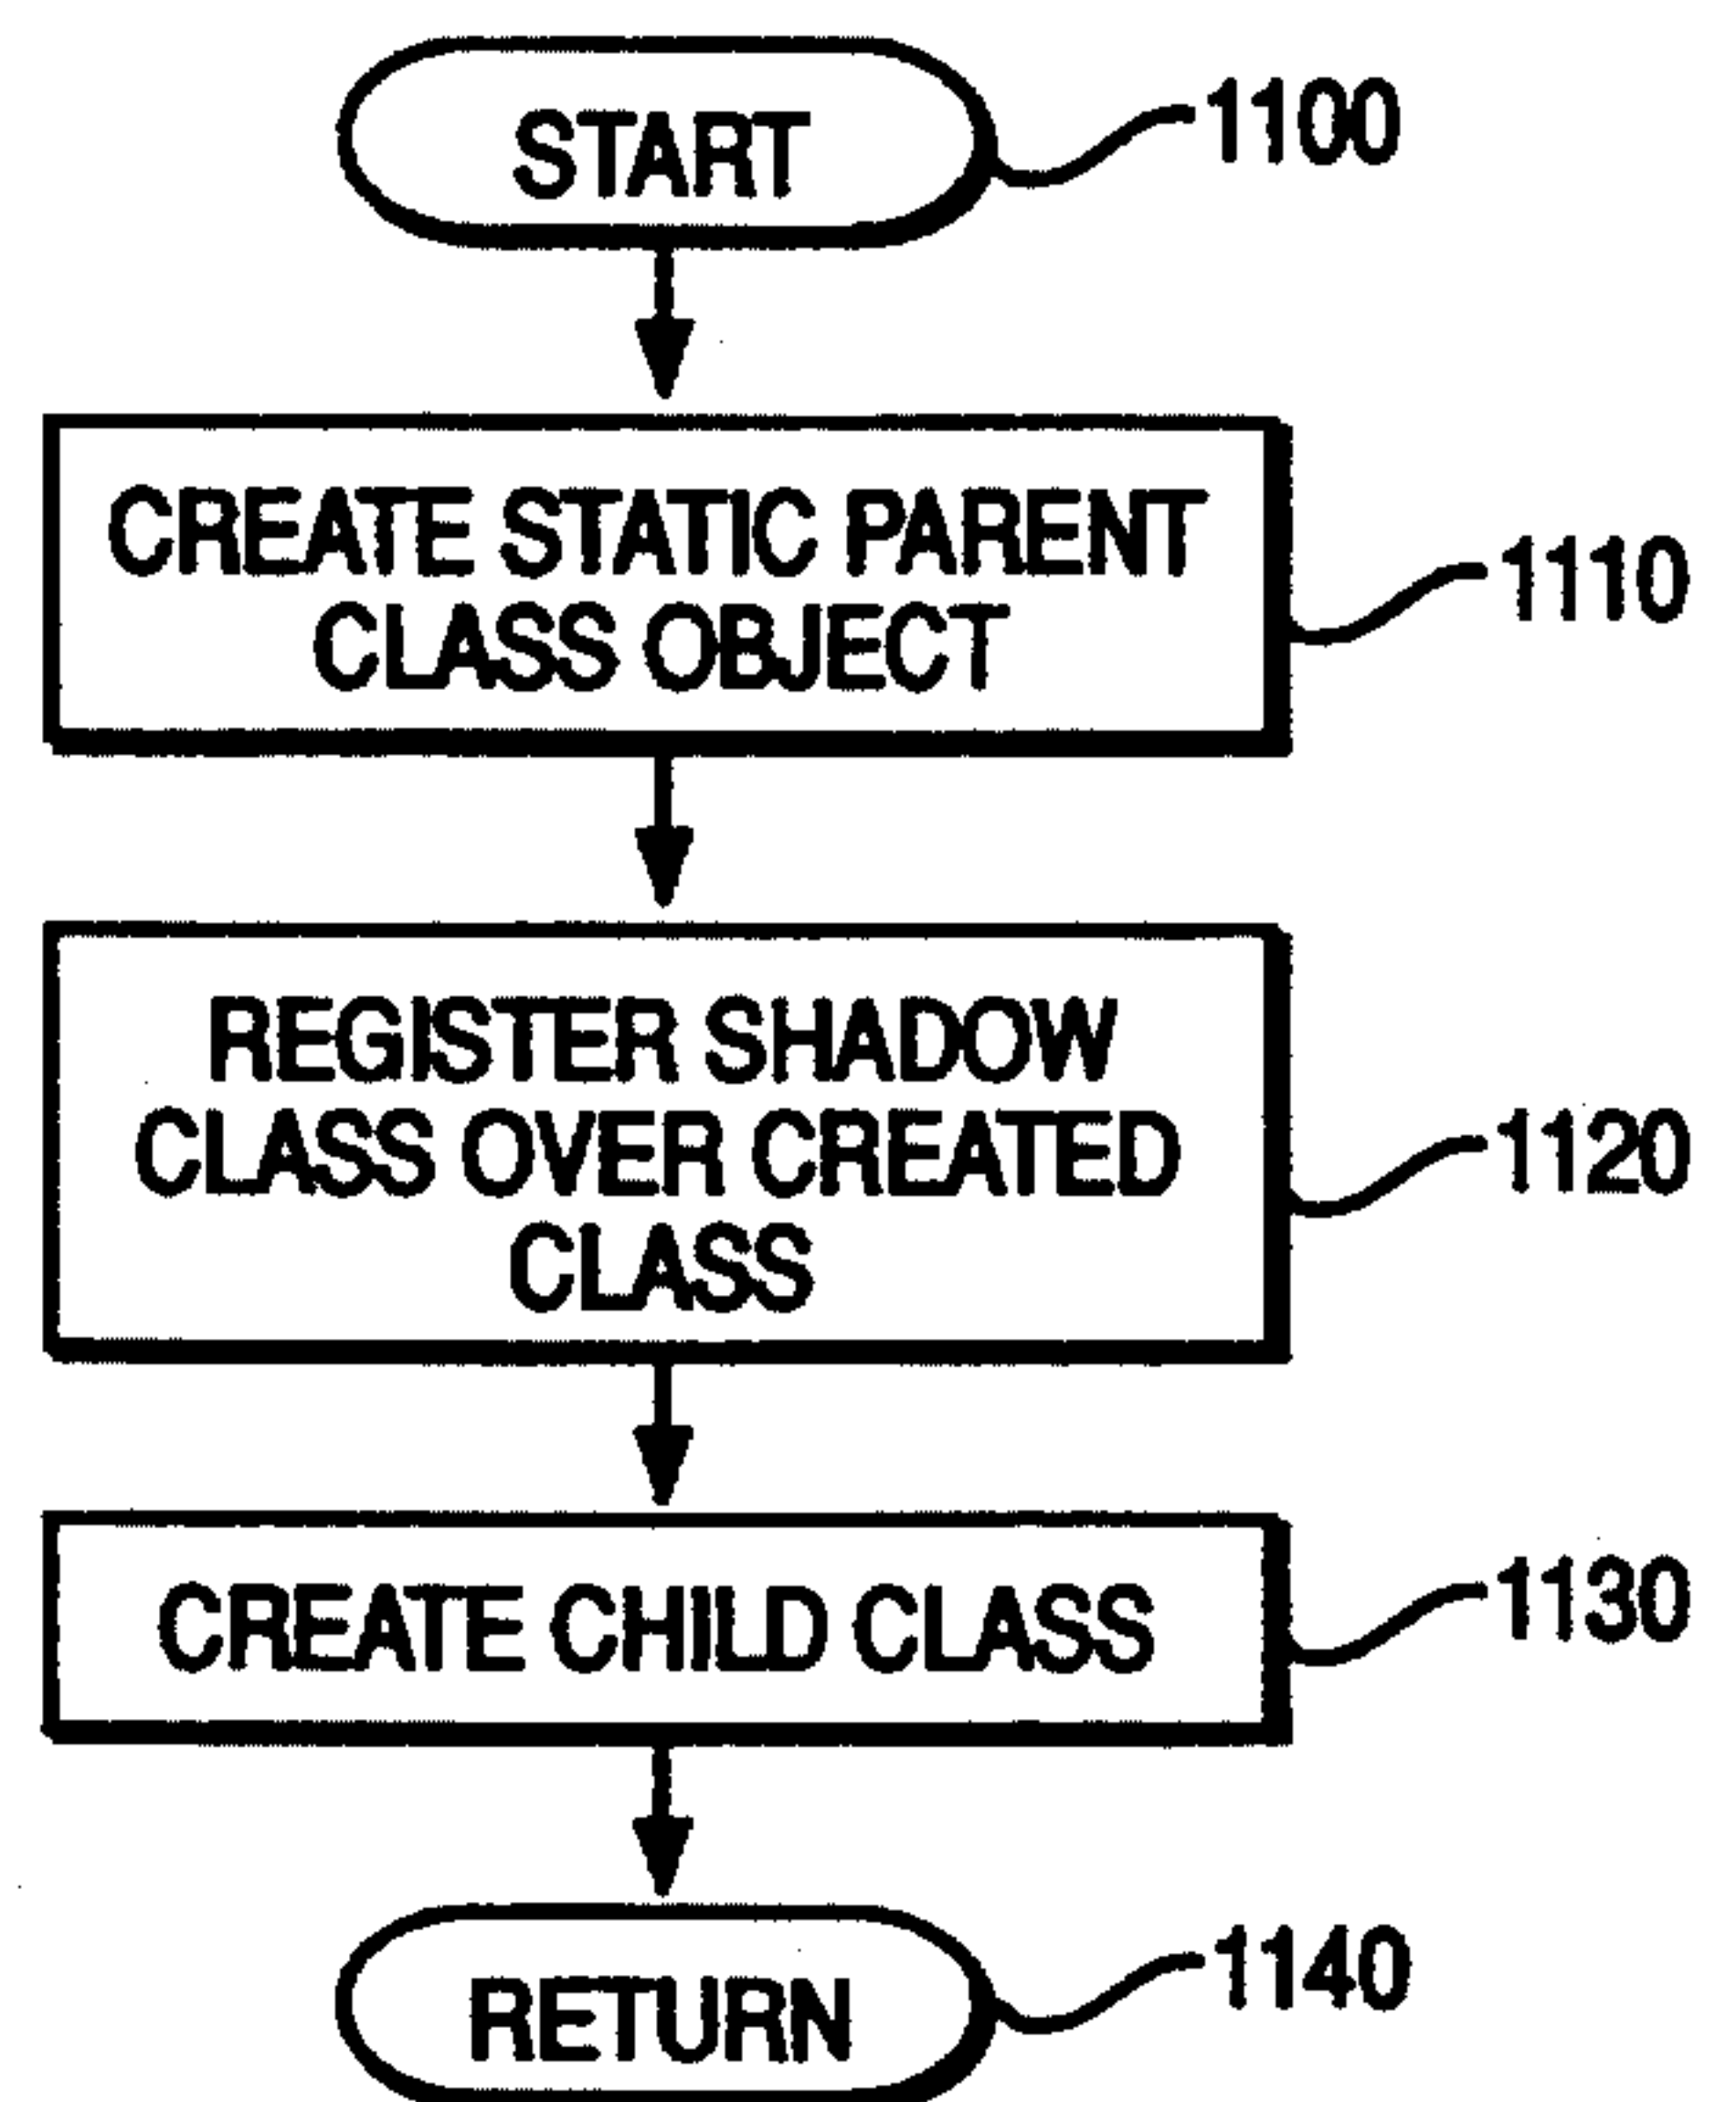 START
1100
CREATE STATIC PARENT
CLASS OBJECT
1110
REGISTER SHADOW
CLASS OVER CREATED
CLASS
1120
CREATE CHILD CLASS
1130
RETURN
1140